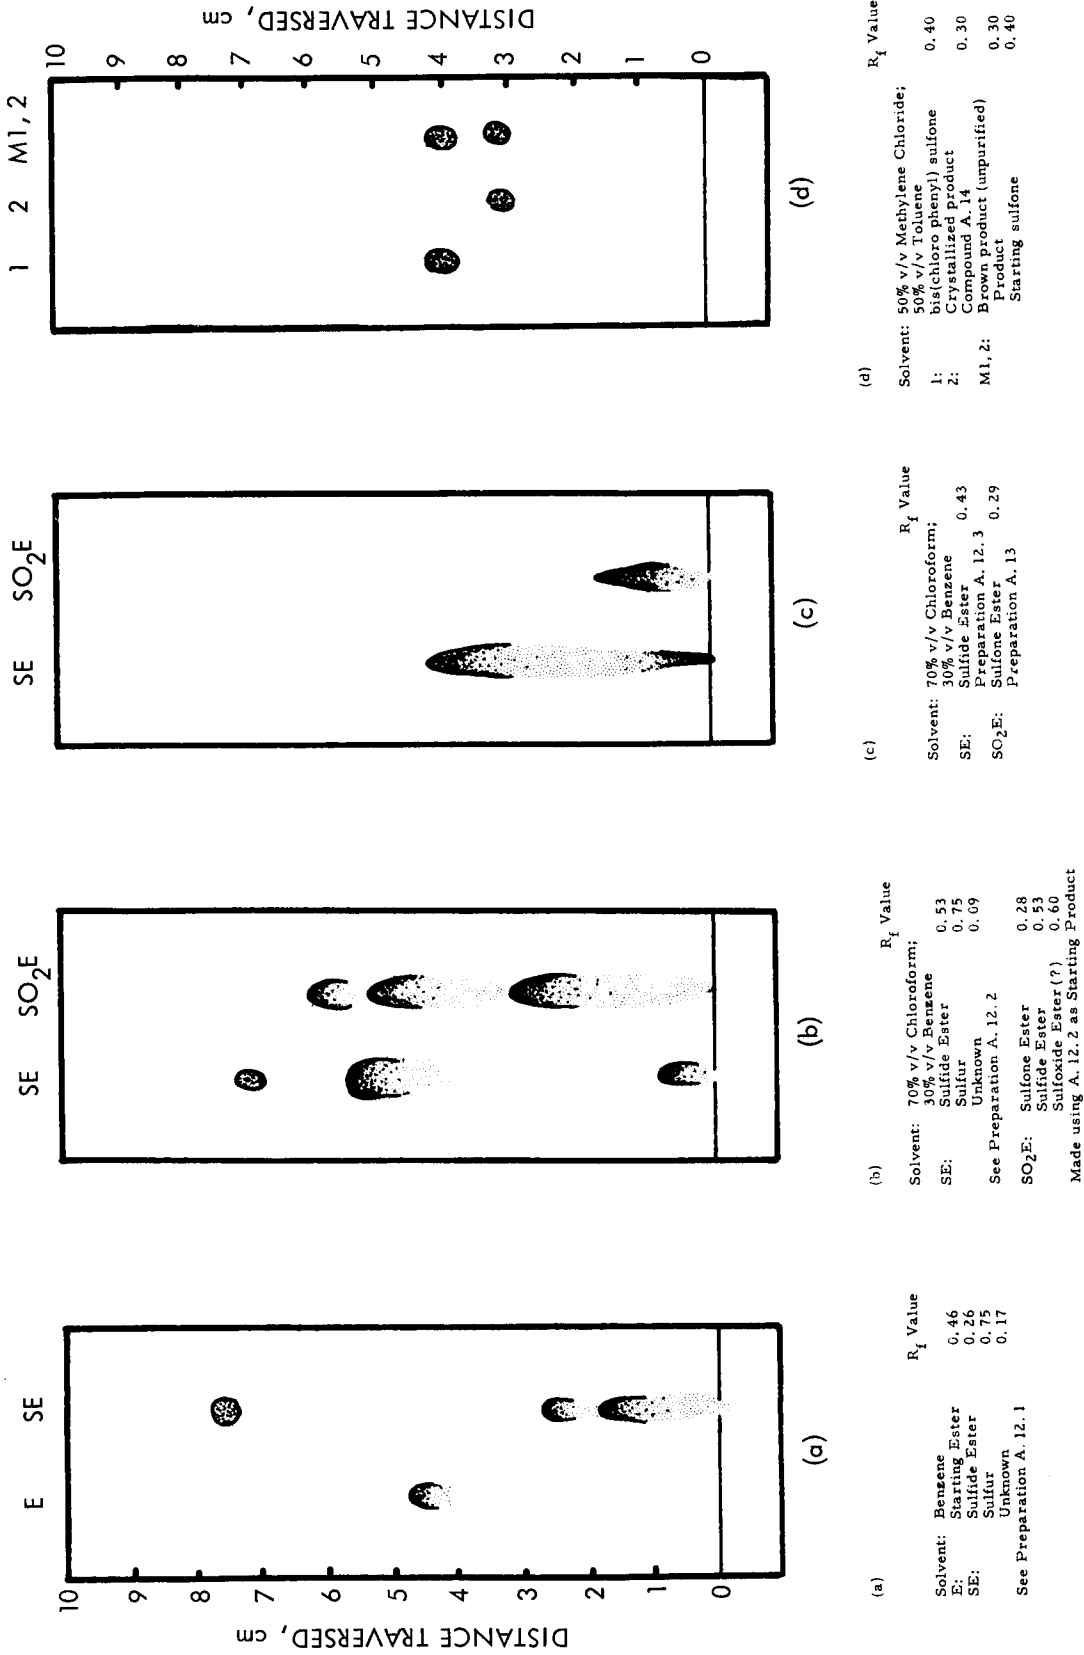 DISTANCE TRAVERSED, cm
10
9
8
7
6
5
4
3
2
1
0
E SE
(a)
SE SO2E
(b)
SE SO2E
(c)
1 2 M1, 2
(d)
10
9
8
7
6
5
4
3
2
1
0
DISTANCE TRAVERSED, cm
(a)
Rf Value
Solvent: Benzene
E: Starting Ester 0.46
SE: Sulfide Ester 0.26
Sulfur 0.75
Unknown 0.17
See Preparation A.12.1
(b)
Rf Value
Solvent: 70% v/v Chloroform;
30% v/v Benzene
SE: Sulfide Ester 0.53
Sulfur 0.75
Unknown 0.09
See Preparation A.12.2
SO2E: Sulfone Ester 0.28
Sulfide Ester 0.53
Sulfoxide Ester (?) 0.60
Made using A.12.2 as Starting Product
(c)
Rf Value
Solvent: 70% v/v Chloroform;
30% v/v Benzene
SE: Sulfide Ester 0.43
Preparation A.12.3
SO2E: Sulfone Ester 0.29
Preparation A.13
(d)
Rf Value
Solvent: 50% v/v Methylene Chloride;
50% v/v Toluene
1: bis(chloro phenyl) sulfone 0.40
2: Crystallized product 0.30
Compound A.14
M1, 2: Brown product (unpurified)
Product 0.30
Starting sulfone 0.40